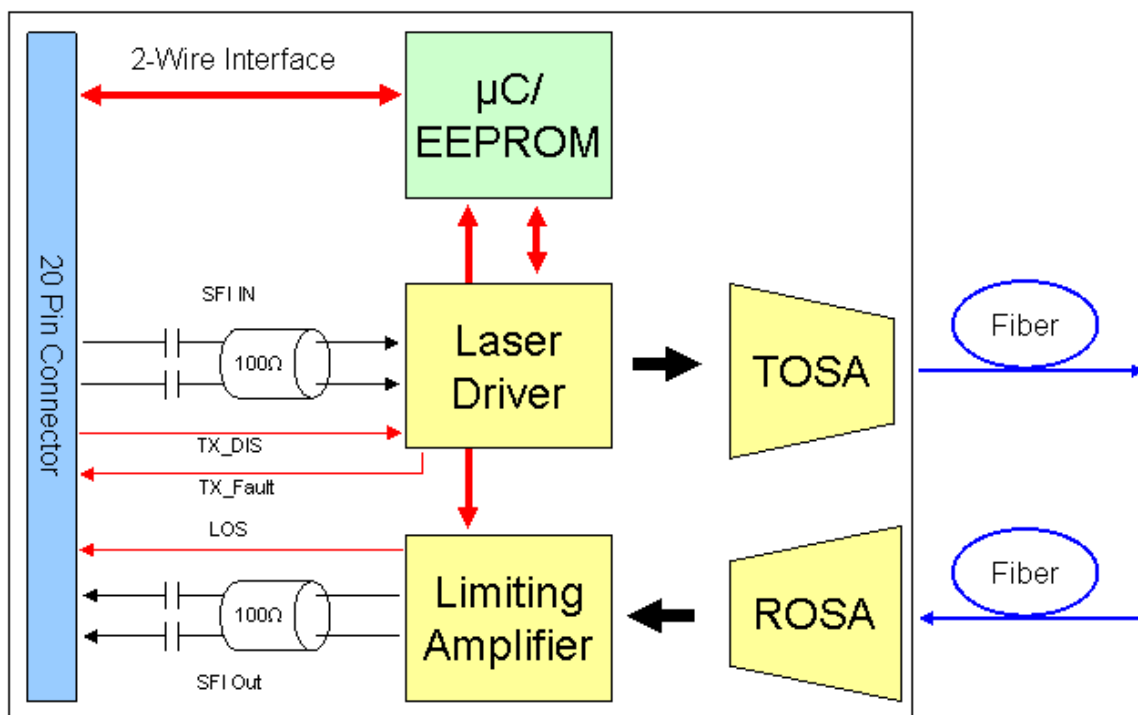 2-Wire Interface
µC/
EEPROM
20 Pin Connector
SFI IN
100Ω
Laser
Driver
TOSA
Fiber
TX_DIS
TX_Fault
LOS
100Ω
Limiting
Amplifier
ROSA
Fiber
SFI Out